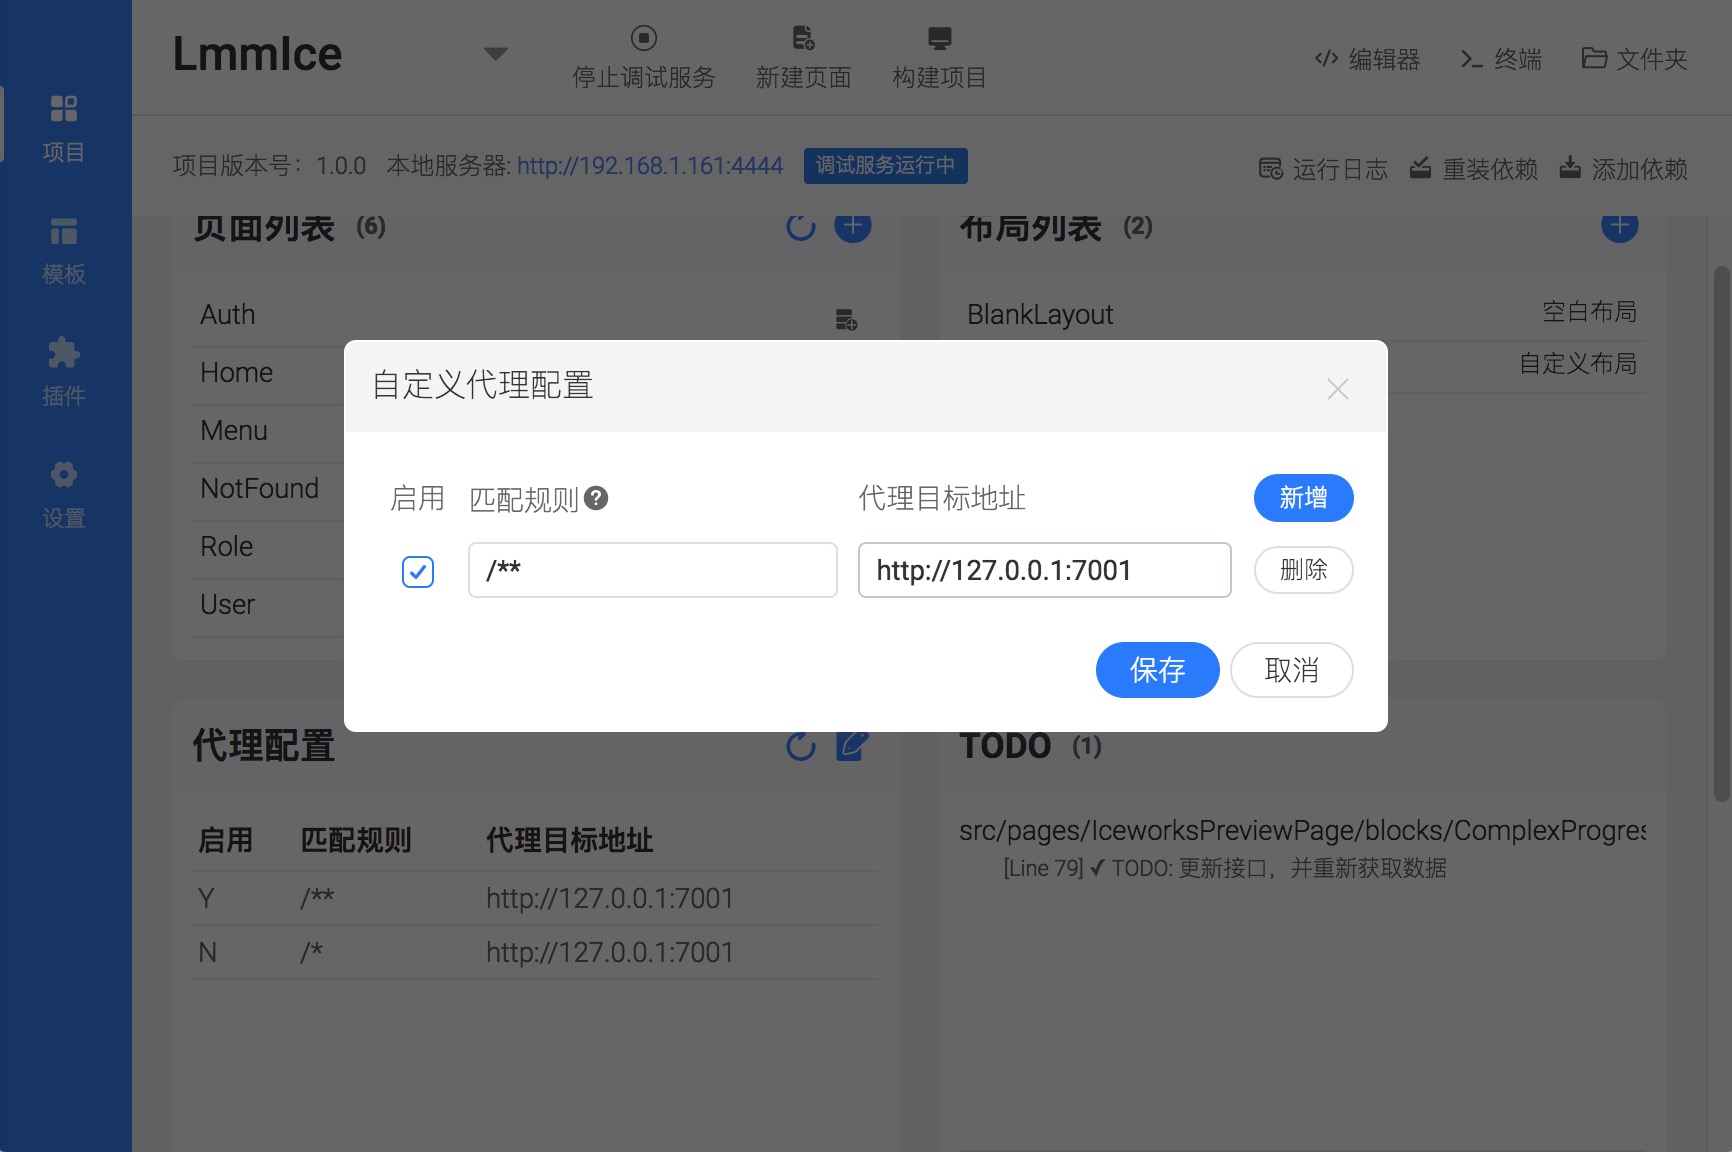 LmmIce
停止调试服务
新建页面
构建项目
编辑器
终端
文件夹
项目
模板
插件
设置
项目版本号：1.0.0 本地服务器: http://192.168.1.161:4444 调试服务运行中
运行日志
重装依赖
添加依赖
页面列表 (6)
Auth
Home
Menu
NotFound
Role
User
布局列表 (2)
BlankLayout 空白布局
自定义布局
自定义代理配置
启用 匹配规则 代理目标地址 新增
/** http://127.0.0.1:7001 删除
保存 取消
代理配置
启用 匹配规则 代理目标地址
Y /** http://127.0.0.1:7001
N /* http://127.0.0.1:7001
TODO (1)
src/pages/IceworksPreviewPage/blocks/ComplexProgres
[Line 79] ✓ TODO: 更新接口，并重新获取数据